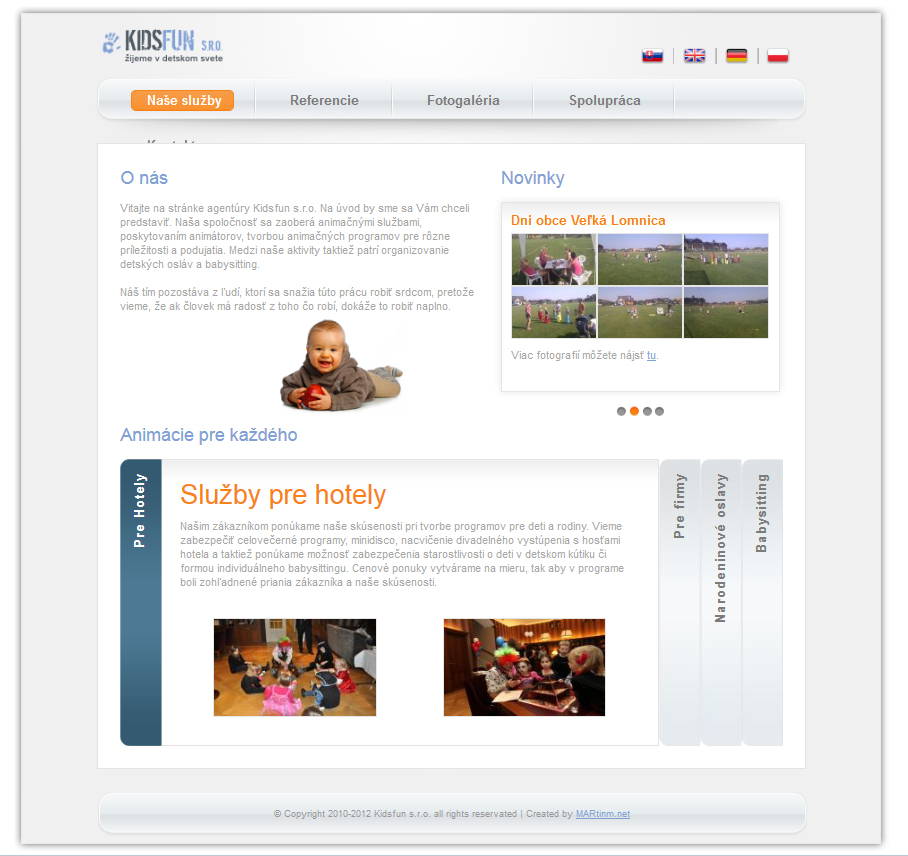 KIDSFUN S.R.O.
žijeme v detskom svete
Naše služby
Referencie
Fotogaléria
Spolupráca
O nás
Vitajte na stránke agentúry Kidsfun s.r.o. Na úvod by sme sa Vám chceli
predstaviť. Naša spoločnosť sa zaoberá animačnými službami,
poskytovaním animátorov, tvorbou animačných programov pre rôzne
príležitosti a podujatia. Medzi naše aktivity taktiež patrí organizovanie
detských osláv a babysitting.
Náš tím pozostáva z ľudí, ktorí sa snažia túto prácu robiť srdcom, pretože
vieme, že ak človek má radosť z toho čo robí, dokáže to robiť naplno.
Novinky
Dni obce Veľká Lomnica
Viac fotografií môžete nájsť tu.
Animácie pre každého
Pre Hotely
Služby pre hotely
Našim zákazníkom ponúkame naše skúsenosti pri tvorbe programov pre deti a rodiny. Vieme
zabezpečiť celovečerné programy, minidisco, nacvičenie divadelného vystúpenia s hosťami
hotela a taktiež ponúkame možnosť zabezpečenia starostlivosti o deti v detskom kútiku či
formou individuálneho babysittingu. Cenové ponuky vytvárame na mieru, tak aby v programe
boli zohľadnené priania zákazníka a naše skúsenosti.
Pre firmy
Narodeninové oslavy
Babysitting
© Copyright 2010-2012 Kidsfun s.r.o. all rights reservated | Created by MARtinm.net